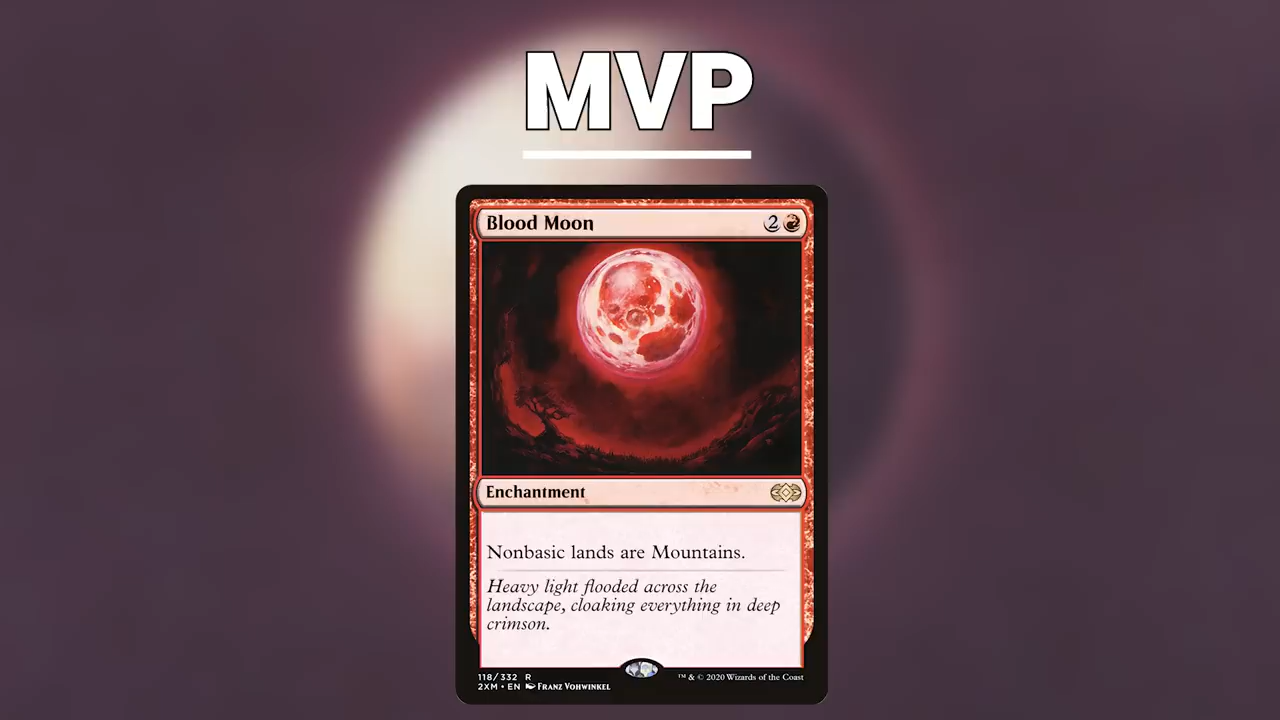 MVP
Blood Moon 2
Enchantment
Nonbasic lands are Mountains.
Heavy light flooded across the
landscape, cloaking everything in deep
crimson.
118/332 R
2XM • EN Franz Vohwinkel
™ & © 2020 Wizards of the Coast